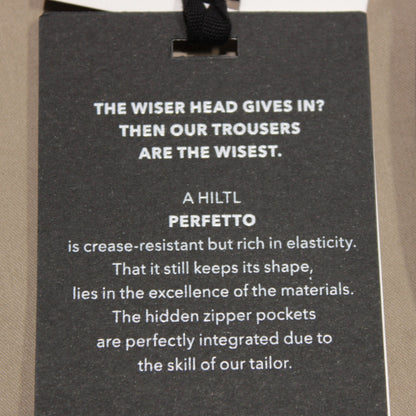 THE WISER HEAD GIVES IN?
THEN OUR TROUSERS
ARE THE WISEST.
A HILTL
PERFETTO
is crease-resistant but rich in elasticity.
That it still keeps its shape,
lies in the excellence of the materials.
The hidden zipper pockets
are perfectly integrated due to
the skill of our tailor.